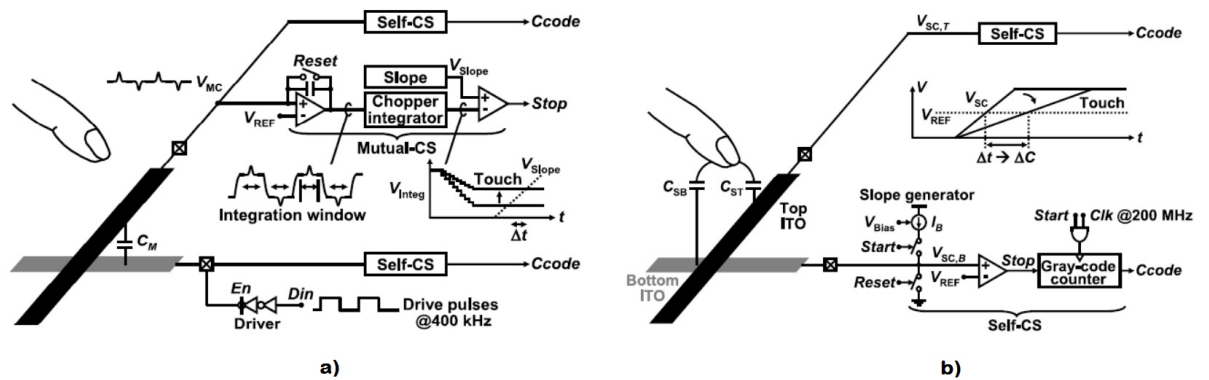 Self-CS
Ccode
Reset
V_MC
Slope
V_Slope
V_REF
+
-
Chopper
integrator
+
-
Stop
Mutual-CS
V_Slope
Touch
V_Integ
t
Δt
Integration window
C_M
Self-CS
Ccode
En
Din
Driver
Drive pulses
@400 kHz
a)
V_SC,T
Self-CS
Ccode
V
V_SC
Touch
V_REF
t
Δt → ΔC
C_SB
C_ST
Top
ITO
Bottom
ITO
Slope generator
V_Bias
I_B
Start
Clk @200 MHz
Start
V_SC,B
V_REF
+
-
Stop
Gray-code
counter
Ccode
Reset
Self-CS
b)